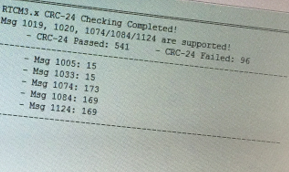 RTCM3.x CRC-24 Checking Completed!
Msg 1019, 1020, 1074/1084/1124 are supported!
- CRC-24 Passed: 541 - CRC-24 Failed: 96
- Msg 1005: 15
- Msg 1033: 15
- Msg 1074: 173
- Msg 1084: 169
- Msg 1124: 169